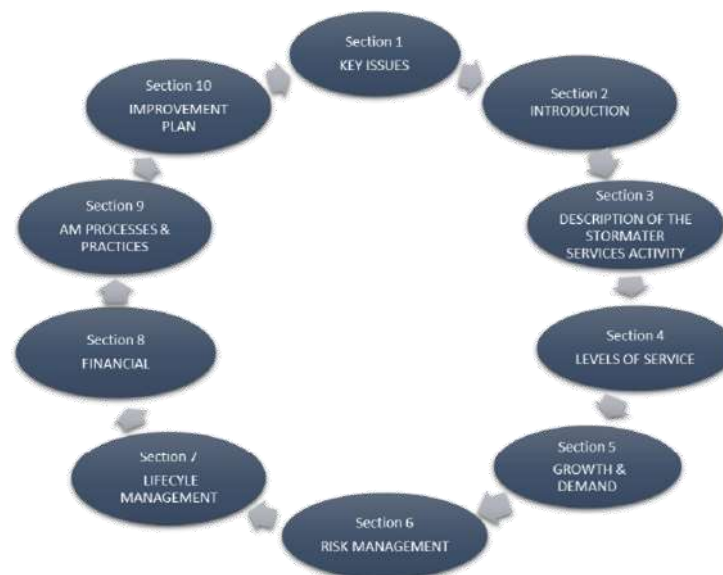 Section 1
KEY ISSUES
Section 2
INTRODUCTION
Section 3
DESCRIPTION OF THE
STORMATER
SERVICES ACTIVITY
Section 4
LEVELS OF SERVICE
Section 5
GROWTH &
DEMAND
Section 6
RISK MANAGEMENT
Section 7
LIFECYLE
MANAGEMENT
Section 8
FINANCIAL
Section 9
AM PROCESSES &
PRACTICES
Section 10
IMPROVEMENT
PLAN